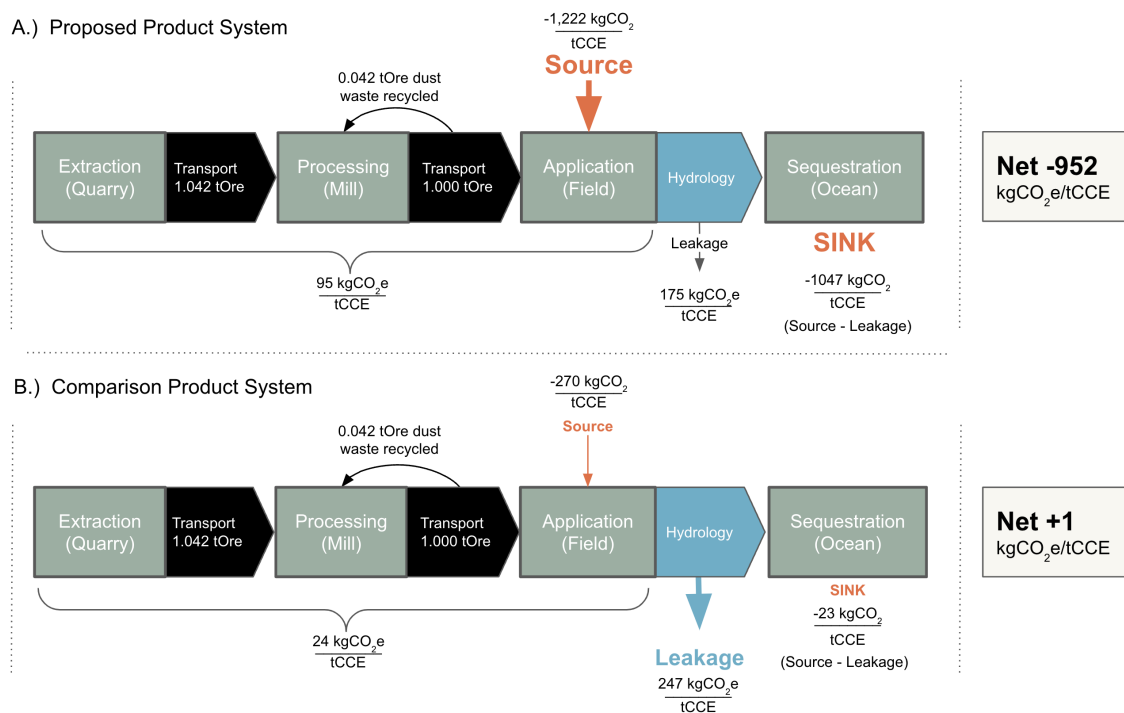 A.) Proposed Product System
-1,222 kgCO₂
tCCE
Source
0.042 tOre dust
waste recycled
Extraction
(Quarry)
Transport
1.042 tOre
Processing
(Mill)
Transport
1.000 tOre
Application
(Field)
Hydrology
Sequestration
(Ocean)
Net -952
kgCO₂e/tCCE
Leakage
SINK
95 kgCO₂e
tCCE
175 kgCO₂e
tCCE
-1047 kgCO₂
tCCE
(Source - Leakage)
B.) Comparison Product System
-270 kgCO₂
tCCE
Source
0.042 tOre dust
waste recycled
Extraction
(Quarry)
Transport
1.042 tOre
Processing
(Mill)
Transport
1.000 tOre
Application
(Field)
Hydrology
Sequestration
(Ocean)
Net +1
kgCO₂e/tCCE
SINK
-23 kgCO₂
tCCE
(Source - Leakage)
24 kgCO₂e
tCCE
Leakage
247 kgCO₂e
tCCE